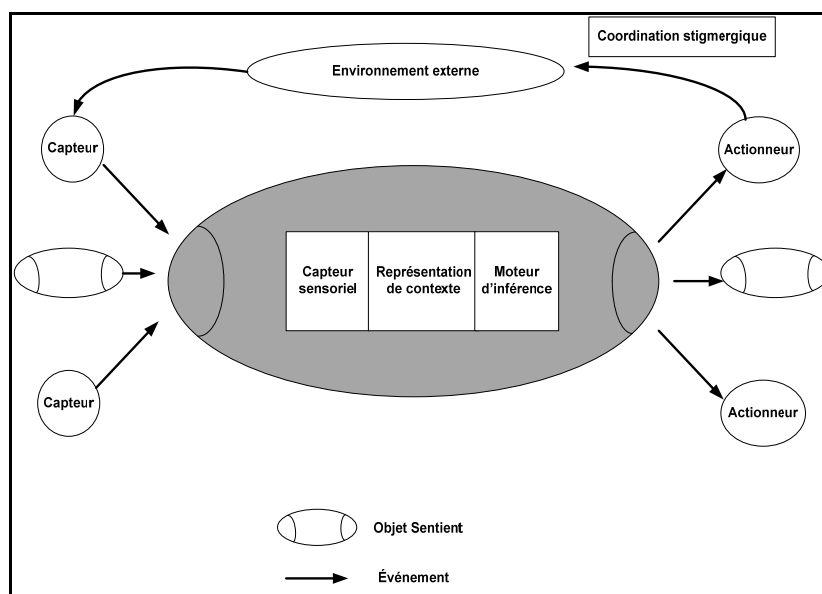 Coordination stigmergique
Environnement externe
Capteur
Actionneur
Capteur
sensoriel
Représentation
de contexte
Moteur
d'inférence
Capteur
Actionneur
Objet Sentient
Événement